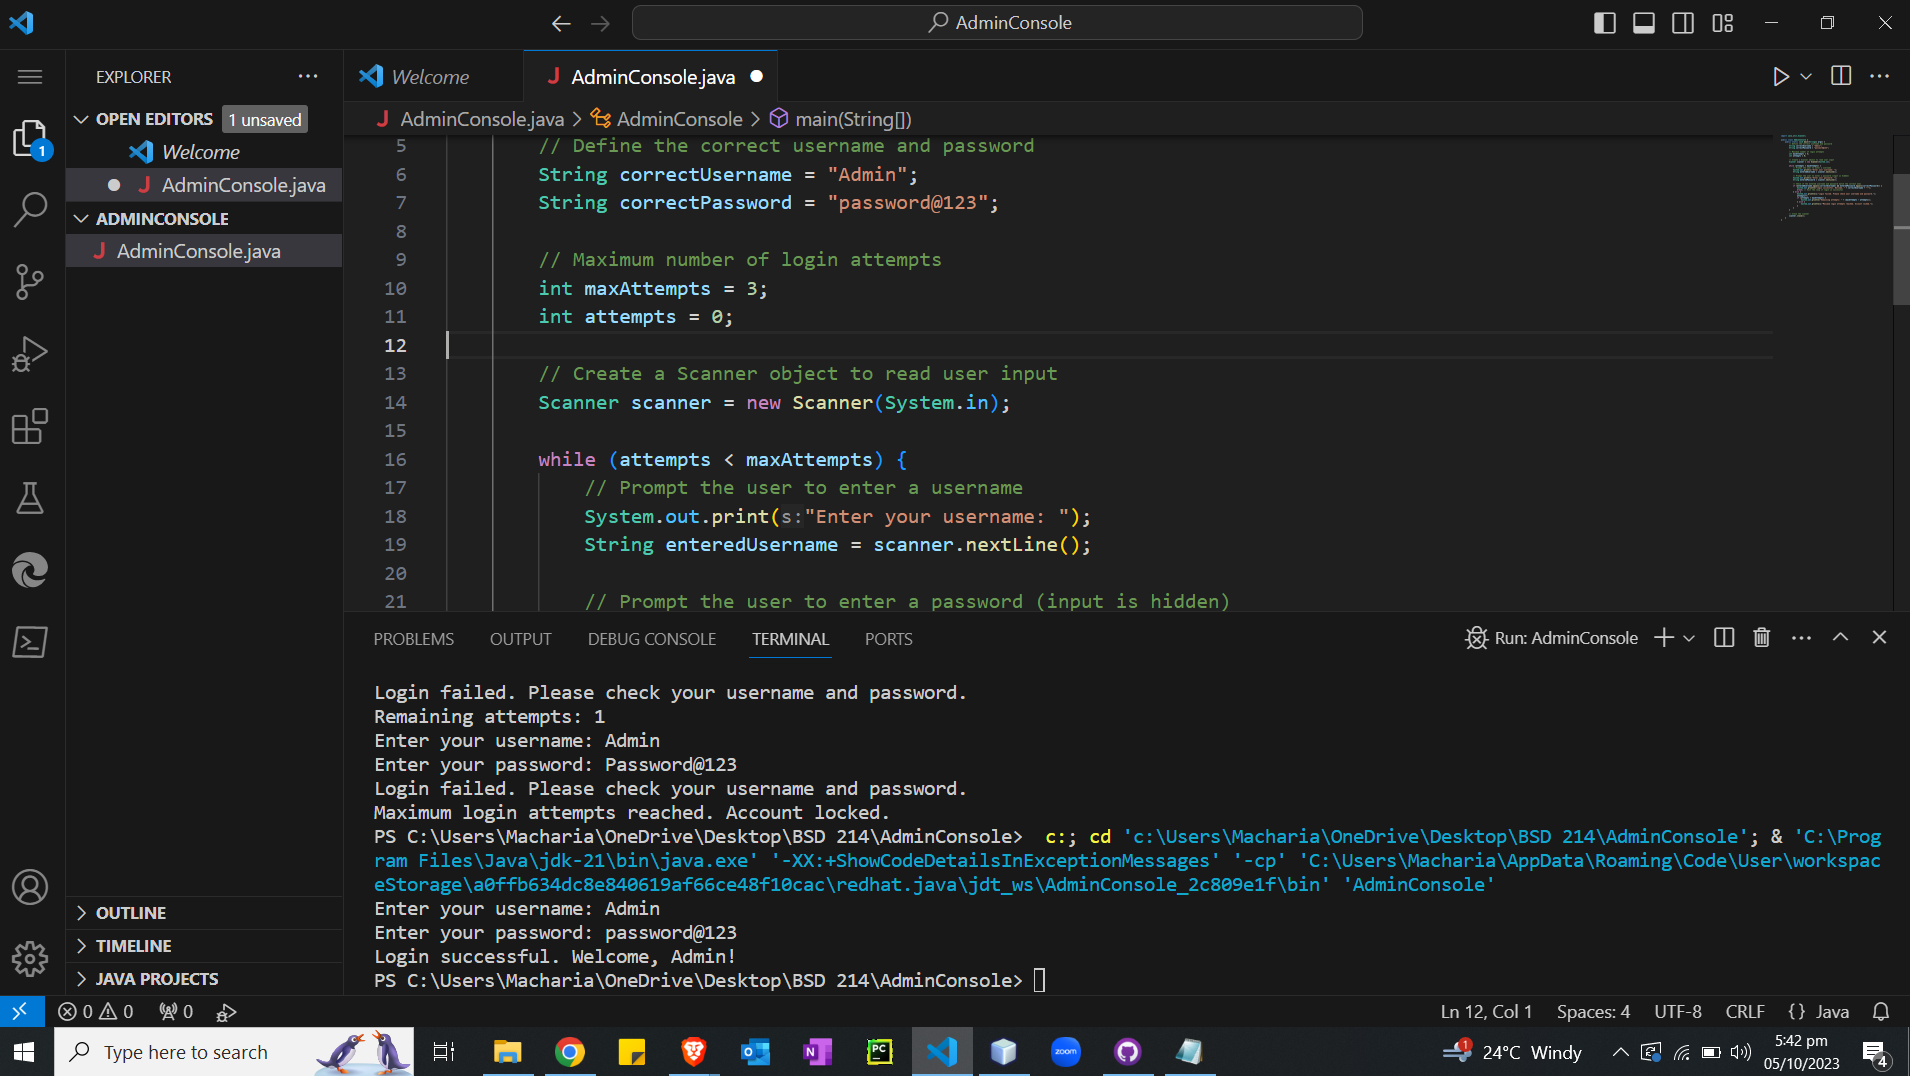 AdminConsole
EXPLORER
Welcome
AdminConsole.java
OPEN EDITORS
1 unsaved
Welcome
AdminConsole.java
ADMINCONSOLE
AdminConsole.java
1
OUTLINE
TIMELINE
JAVA PROJECTS
AdminConsole.java > AdminConsole > main(String[])
5 // Define the correct username and password
6 String correctUsername = "Admin";
7 String correctPassword = "password@123";
8
9 // Maximum number of login attempts
10 int maxAttempts = 3;
11 int attempts = 0;
12
13 // Create a Scanner object to read user input
14 Scanner scanner = new Scanner(System.in);
15
16 while (attempts < maxAttempts) {
17 // Prompt the user to enter a username
18 System.out.print(s:"Enter your username: ");
19 String enteredUsername = scanner.nextLine();
20
21 // Prompt the user to enter a password (input is hidden)
PROBLEMS OUTPUT DEBUG CONSOLE TERMINAL PORTS
Run: AdminConsole
Login failed. Please check your username and password.
Remaining attempts: 1
Enter your username: Admin
Enter your password: Password@123
Login failed. Please check your username and password.
Maximum login attempts reached. Account locked.
PS C:\Users\Macharia\OneDrive\Desktop\BSD 214\AdminConsole>  c:; cd 'c:\Users\Macharia\OneDrive\Desktop\BSD 214\AdminConsole'; & 'C:\Prog
ram Files\Java\jdk-21\bin\java.exe' '-XX:+ShowCodeDetailsInExceptionMessages' '-cp' 'C:\Users\Macharia\AppData\Roaming\Code\User\workspac
eStorage\a0ffb634dc8e840619af66ce48f10cac\redhat.java\jdt_ws\AdminConsole_2c809e1f\bin' 'AdminConsole'
Enter your username: Admin
Enter your password: password@123
Login successful. Welcome, Admin!
PS C:\Users\Macharia\OneDrive\Desktop\BSD 214\AdminConsole>
0 0 0
Ln 12, Col 1 Spaces: 4 UTF-8 CRLF {} Java
Type here to search
N
PC
zoom
1
24°C Windy
5:42 pm
05/10/2023
4